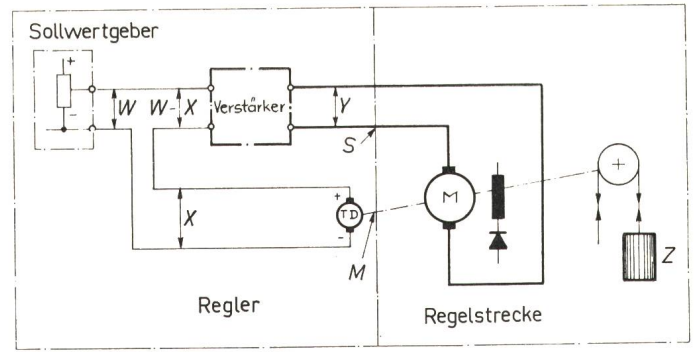 Sollwertgeber
+
-
W
W-X
Verstärker
Y
S
X
+
TD
-
M
M
+
Z
Regler
Regelstrecke